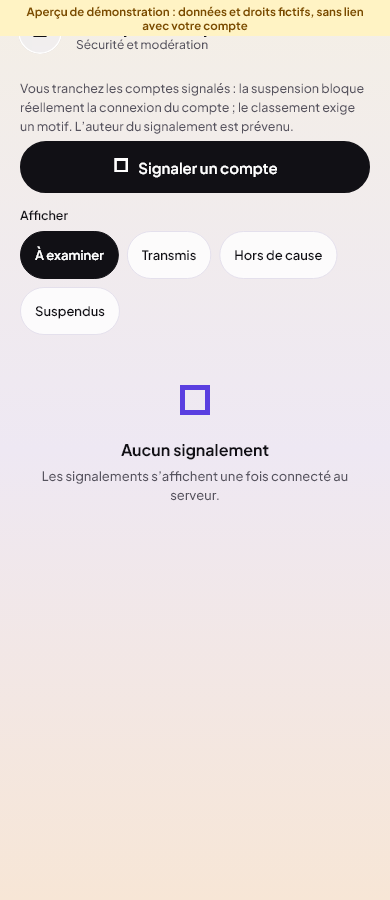 Aperçu de démonstration : données et droits fictifs, sans lien
avec votre compte
Sécurité et modération
Vous tranchez les comptes signalés : la suspension bloque
réellement la connexion du compte ; le classement exige
un motif. L’auteur du signalement est prévenu.
Signaler un compte
Afficher
À examiner
Transmis
Hors de cause
Suspendus
Aucun signalement
Les signalements s’affichent une fois connecté au
serveur.